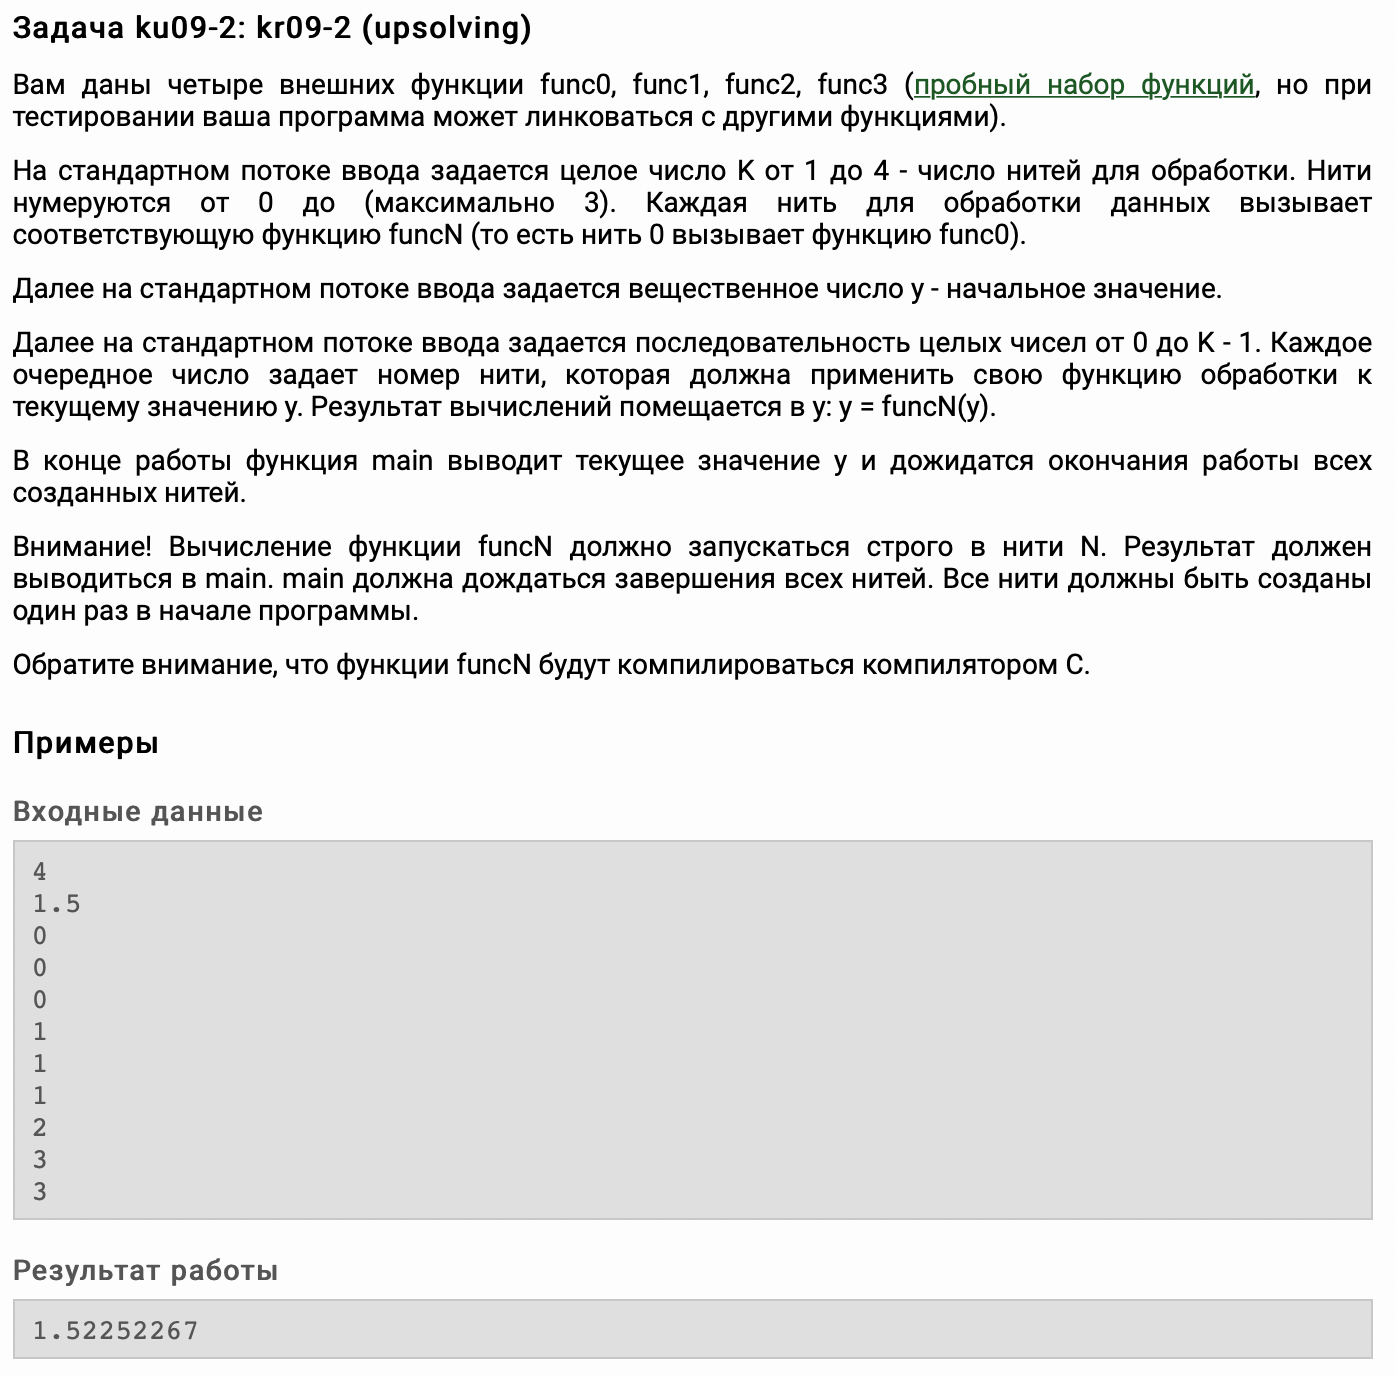 Задача ku09-2: kr09-2 (upsolving)
Вам даны четыре внешних функции func0, func1, func2, func3 (пробный набор функций, но при
тестировании ваша программа может линковаться с другими функциями).
На стандартном потоке ввода задается целое число K от 1 до 4 - число нитей для обработки. Нити
нумеруются от 0 до (максимально 3). Каждая нить для обработки данных вызывает
соответствующую функцию funcN (то есть нить 0 вызывает функцию func0).
Далее на стандартном потоке ввода задается вещественное число y - начальное значение.
Далее на стандартном потоке ввода задается последовательность целых чисел от 0 до K - 1. Каждое
очередное число задает номер нити, которая должна применить свою функцию обработки к
текущему значению y. Результат вычислений помещается в y: y = funcN(y).
В конце работы функция main выводит текущее значение y и дожидатся окончания работы всех
созданных нитей.
Внимание! Вычисление функции funcN должно запускаться строго в нити N. Результат должен
выводиться в main. main должна дождаться завершения всех нитей. Все нити должны быть созданы
один раз в начале программы.
Обратите внимание, что функции funcN будут компилироваться компилятором C.
Примеры
Входные данные
4
1.5
0
0
0
1
1
1
2
3
3
Результат работы
1.52252267